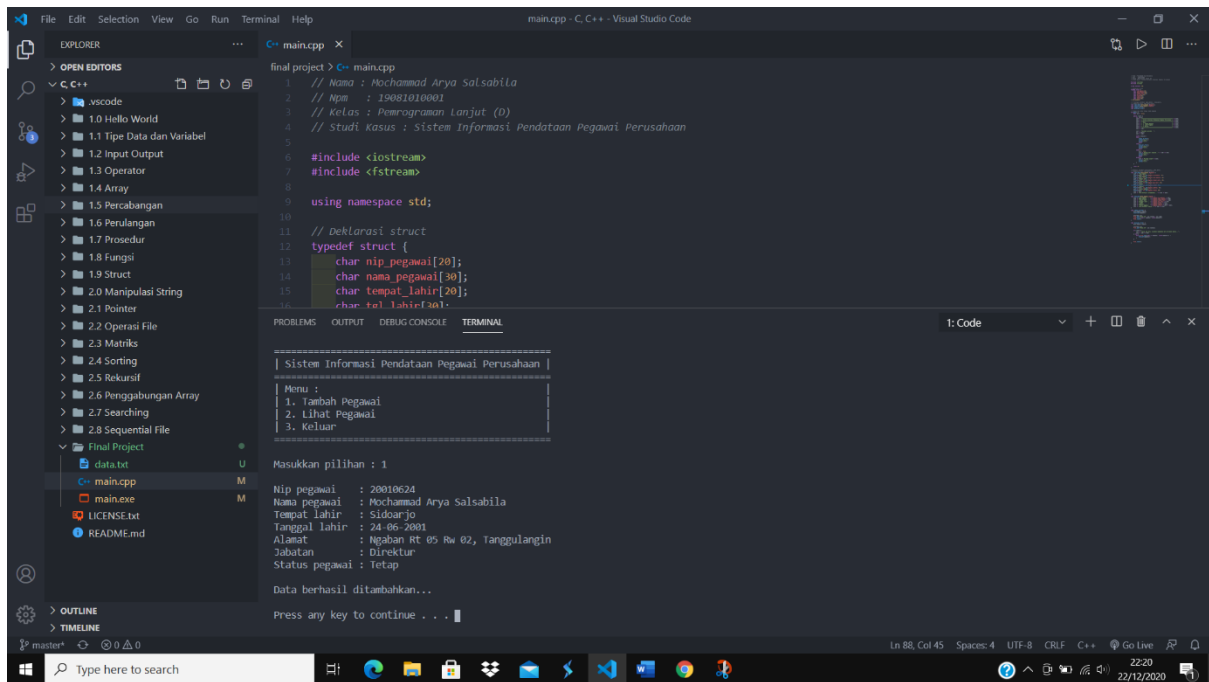 File Edit Selection View Go Run Terminal Help
main.cpp - C, C++ - Visual Studio Code
EXPLORER
OPEN EDITORS
C, C++
.vscode
1.0 Hello World
1.1 Tipe Data dan Variabel
1.2 Input Output
1.3 Operator
1.4 Array
1.5 Percabangan
1.6 Perulangan
1.7 Prosedur
1.8 Fungsi
1.9 Struct
2.0 Manipulasi String
2.1 Pointer
2.2 Operasi File
2.3 Matriks
2.4 Sorting
2.5 Rekursif
2.6 Penggabungan Array
2.7 Searching
2.8 Sequential File
FInal Project
data.txt U
main.cpp M
main.exe M
LICENSE.txt
README.md
OUTLINE
TIMELINE
main.cpp
final project > main.cpp
1 // Nama : Mochammad Arya Salsabila
2 // Npm : 19081010001
3 // Kelas : Pemrograman Lanjut (D)
4 // Studi Kasus : Sistem Informasi Pendataan Pegawai Perusahaan
5
6 #include <iostream>
7 #include <fstream>
8
9 using namespace std;
10
11 // Deklarasi struct
12 typedef struct {
13 char nip_pegawai[20];
14 char nama_pegawai[30];
15 char tempat_lahir[20];
16 char tgl_lahir[30];
PROBLEMS OUTPUT DEBUG CONSOLE TERMINAL
1: Code
==================================================
| Sistem Informasi Pendataan Pegawai Perusahaan |
==================================================
| Menu : |
| 1. Tambah Pegawai |
| 2. Lihat Pegawai |
| 3. Keluar |
==================================================
Masukkan pilihan : 1
Nip pegawai : 20010624
Nama pegawai : Mochammad Arya Salsabila
Tempat lahir : Sidoarjo
Tanggal lahir : 24-06-2001
Alamat : Ngaban Rt 05 Rw 02, Tanggulangin
Jabatan : Direktur
Status pegawai : Tetap
Data berhasil ditambahkan...
Press any key to continue . . .
master* 0 0
Ln 88, Col 45 Spaces: 4 UTF-8 CRLF C++ Go Live
Type here to search
22:20
22/12/2020